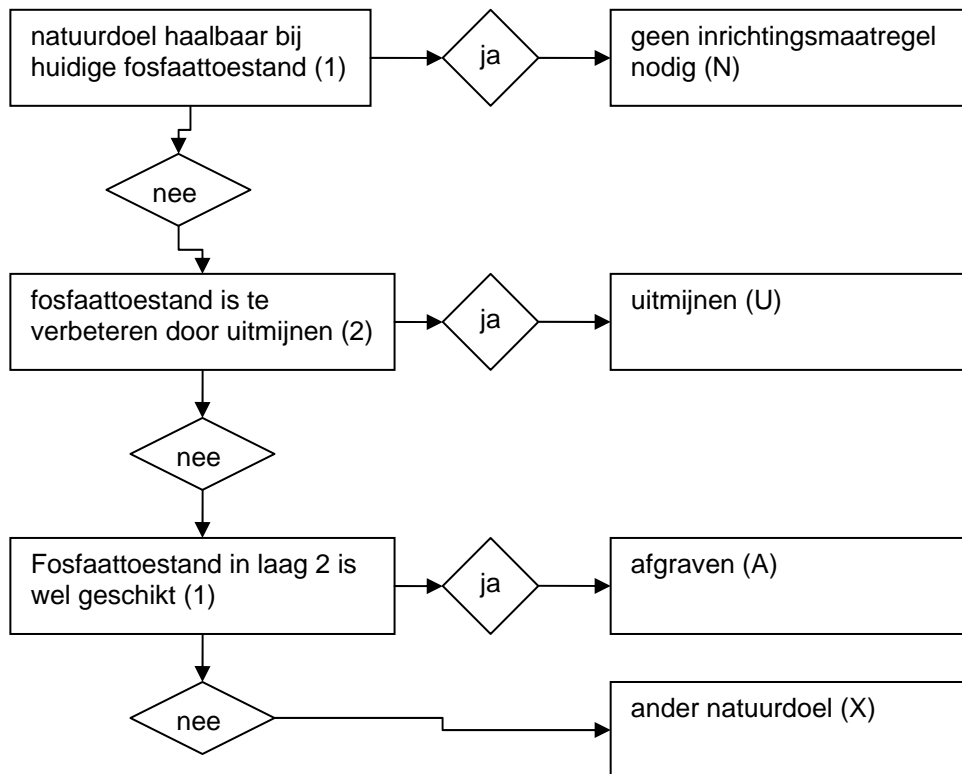 natuurdoel haalbaar bij
huidige fosfaattoestand (1)
ja
geen inrichtingsmaatregel
nodig (N)
nee
fosfaattoestand is te
verbeteren door uitmijnen (2)
ja
uitmijnen (U)
nee
Fosfaattoestand in laag 2 is
wel geschikt (1)
ja
afgraven (A)
nee
ander natuurdoel (X)